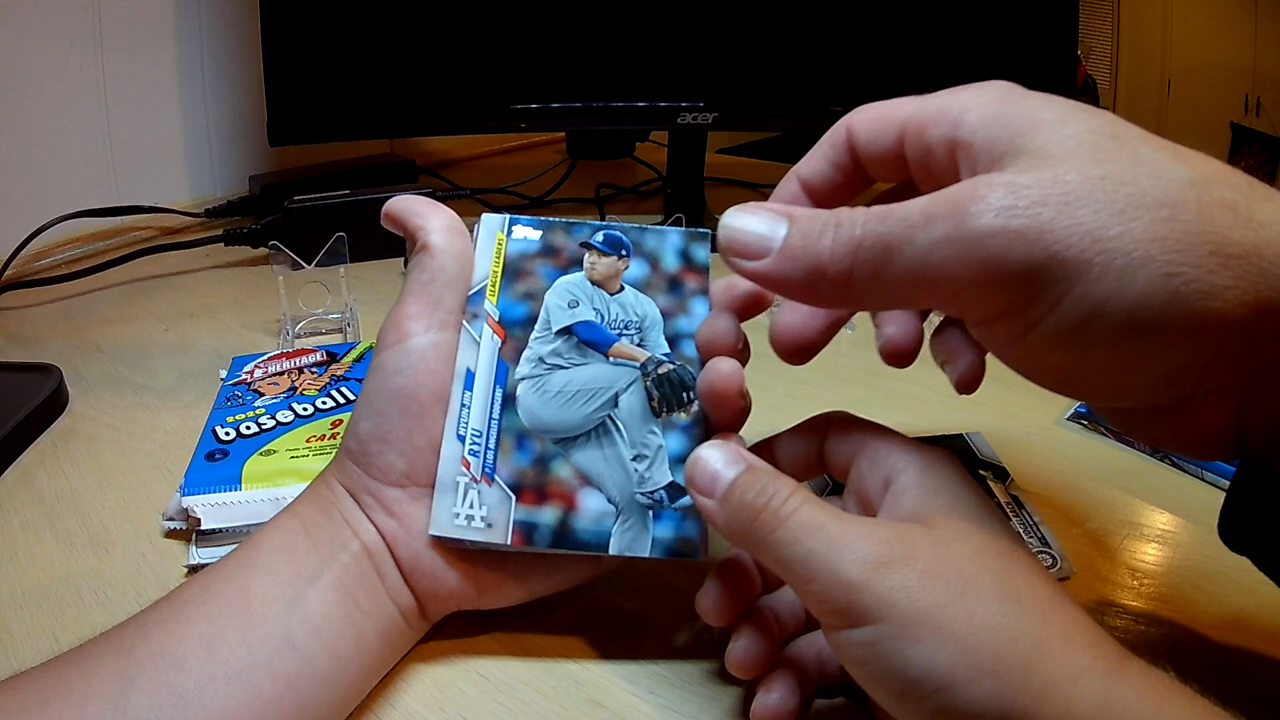 acer
Topps
LEAGUE LEADERS
Dodgers
HYUN-JIN
RYU
LOS ANGELES DODGERS
LA
HERITAGE
2020
baseball
9
CAR